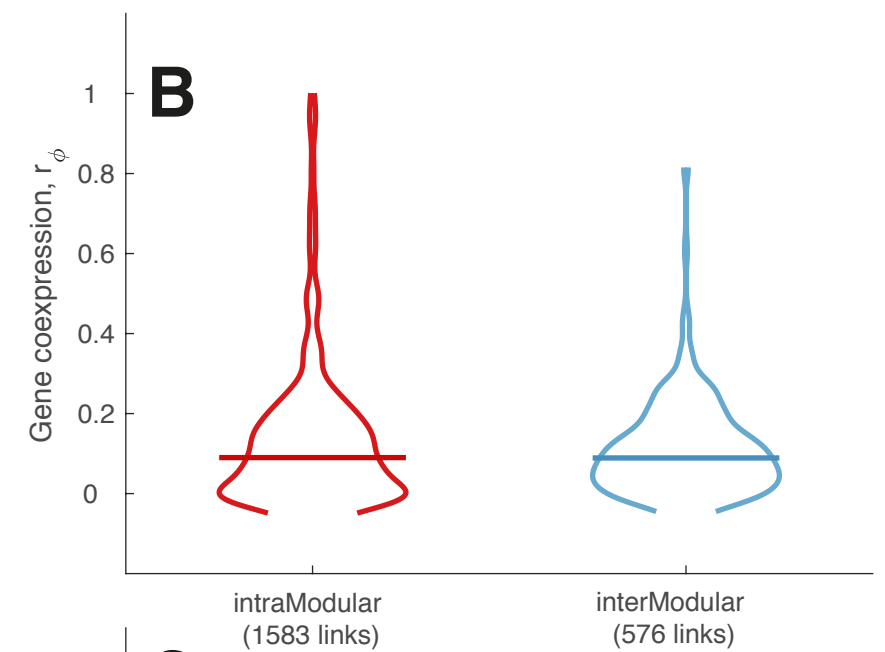 B
1
0.8
0.6
0.4
0.2
0
Gene coexpression, rϕ
intraModular
(1583 links)
interModular
(576 links)